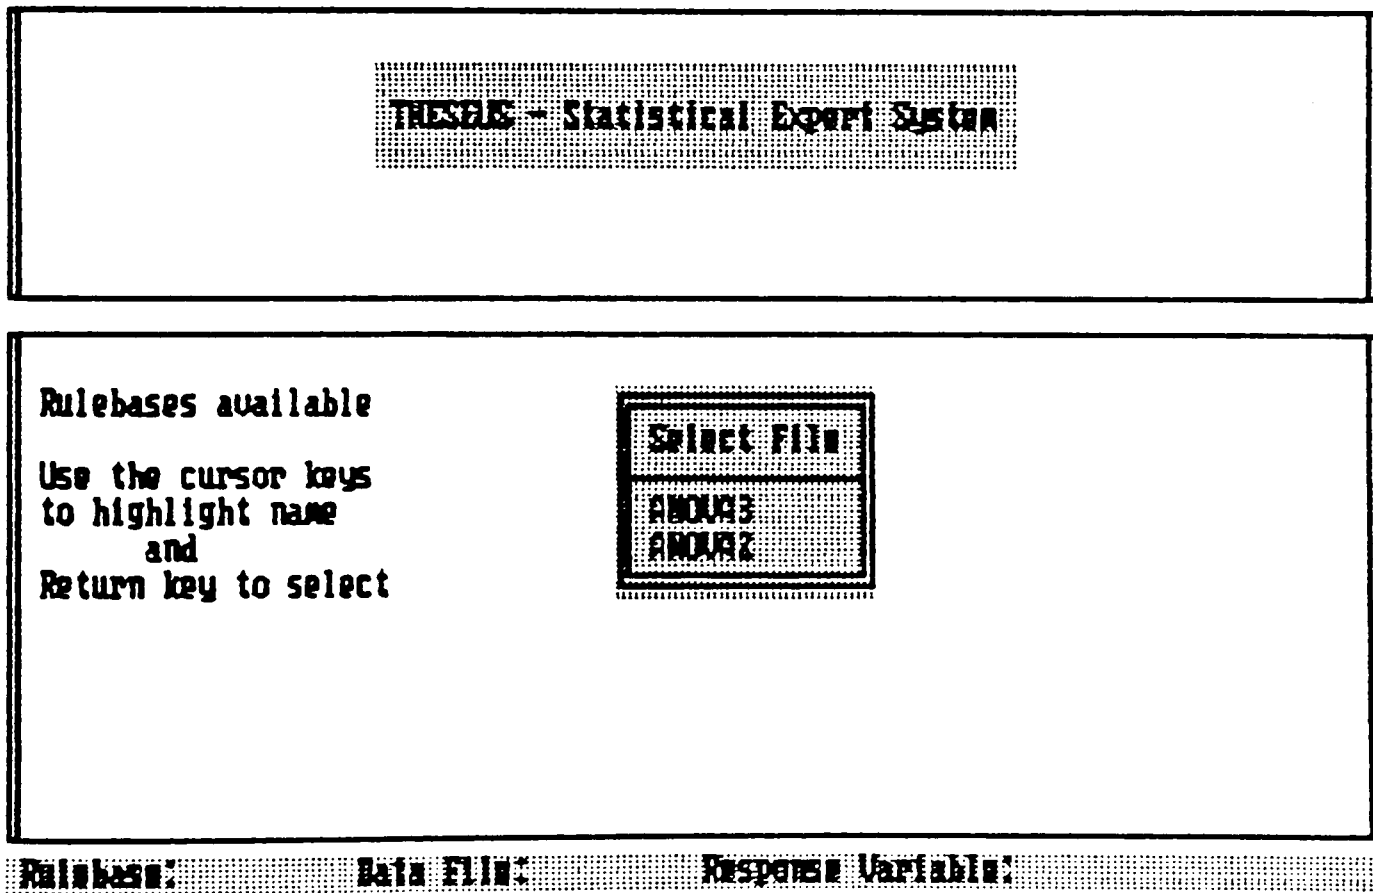 THESEUS - Statistical Expert System
Rulebases available
Use the cursor keys
to highlight name
and
Return key to select
Select File
ANOVA3
ANOVA2
Rulebase: Data File: Response Variable: